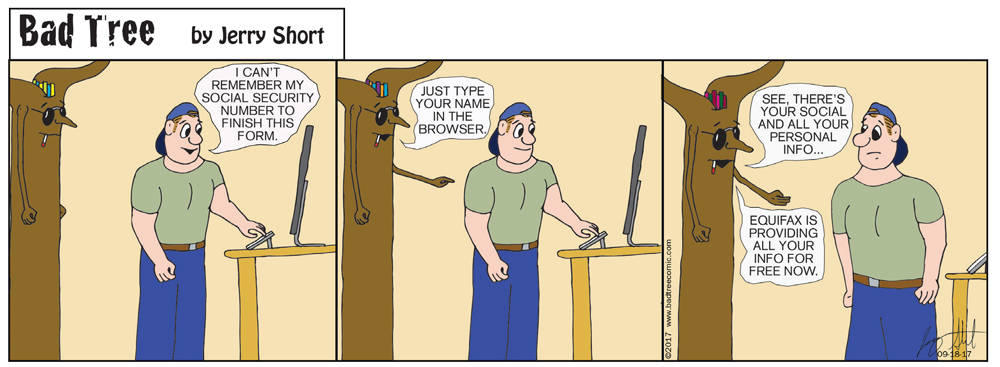 Bad Tree by Jerry Short
I CAN'T
REMEMBER MY
SOCIAL SECURITY
NUMBER TO
FINISH THIS
FORM.
JUST TYPE
YOUR NAME
IN THE
BROWSER.
SEE, THERE'S
YOUR SOCIAL
AND ALL YOUR
PERSONAL
INFO...
EQUIFAX IS
PROVIDING
ALL YOUR
INFO FOR
FREE NOW.
©2017 www.badtreecomic.com
09-18-17